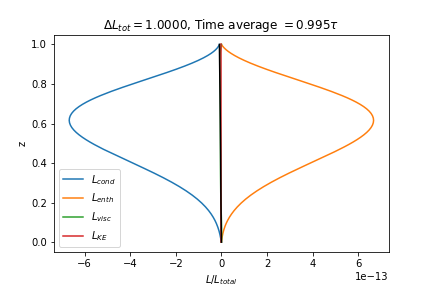 ΔL_tot = 1.0000, Time average = 0.995τ
1.0
0.8
z
0.6
0.4
0.2
0.0
L_cond
L_enth
L_visc
L_KE
−6 −4 −2 0 2 4 6
1e−13
L/L_total